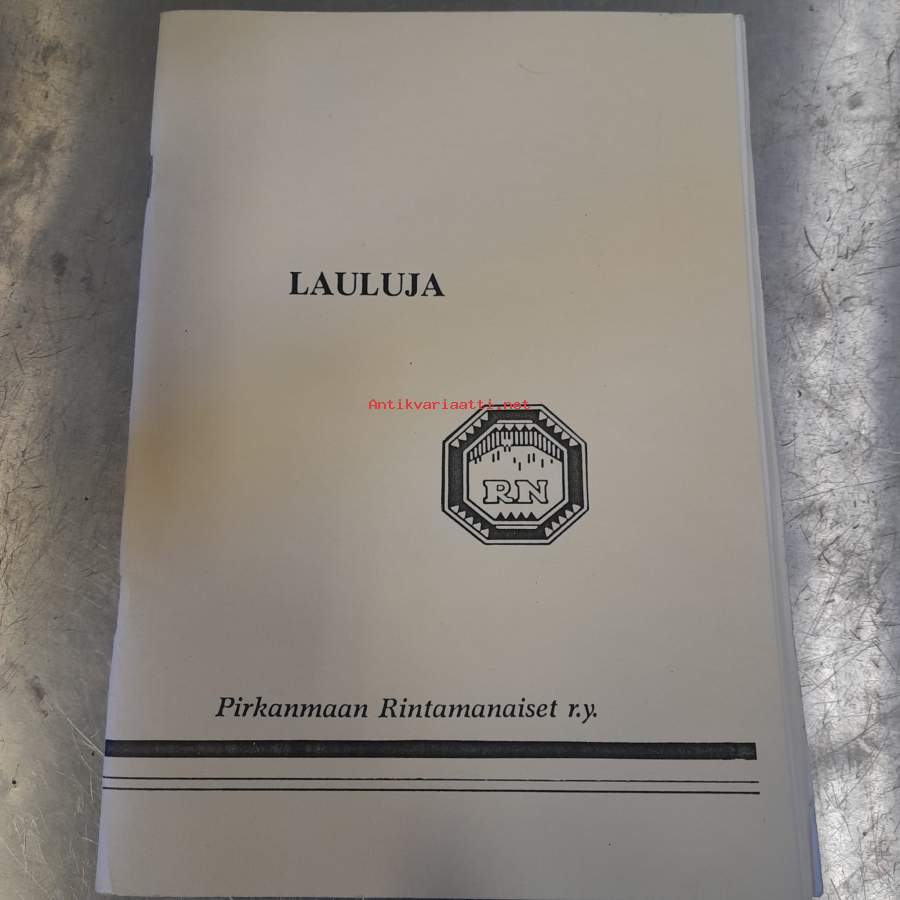 LAULUJA
Antikvariaatti.net
RN
Pirkanmaan Rintamanaiset r.y.